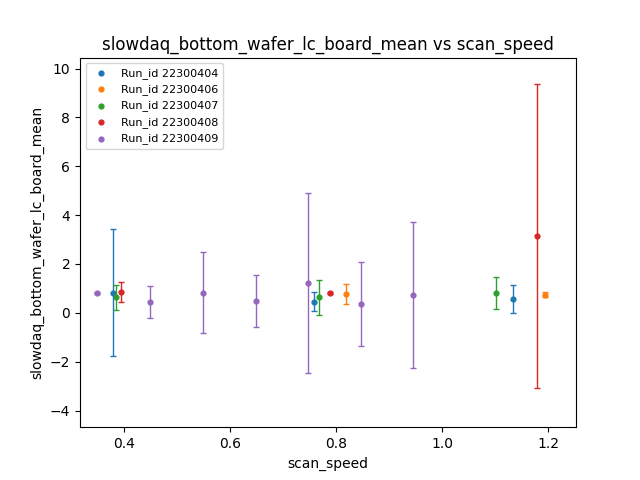 slowdaq_bottom_wafer_lc_board_mean vs scan_speed
Run_id 22300404
Run_id 22300406
Run_id 22300407
Run_id 22300408
Run_id 22300409
slowdaq_bottom_wafer_lc_board_mean
10
8
6
4
2
0
−2
−4
0.4 0.6 0.8 1.0 1.2
scan_speed